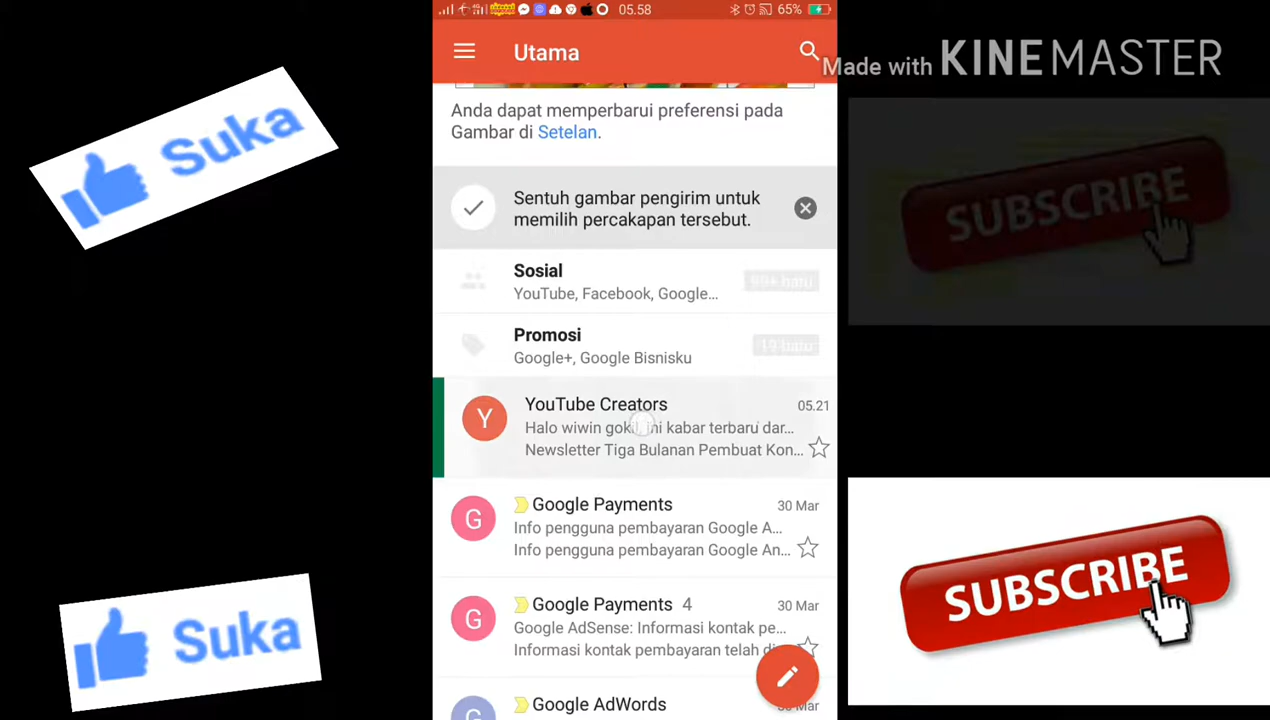 05.58
65%
Utama
Made with KINEMASTER
Anda dapat memperbarui preferensi pada
Gambar di Setelan.
Sentuh gambar pengirim untuk
memilih percakapan tersebut.
Sosial
99+ baru
YouTube, Facebook, Google...
Promosi
Google+, Google Bisnisku
Y
YouTube Creators
05.21
Halo wiwin gokil, ini kabar terbaru dar...
Newsletter Tiga Bulanan Pembuat Kon...
G
Google Payments
30 Mar
Info pengguna pembayaran Google A...
Info pengguna pembayaran Google An...
G
Google Payments 4
30 Mar
Google AdSense: Informasi kontak pe...
Informasi kontak pembayaran telah di...
Google AdWords
Suka
Suka
SUBSCRIBE
SUBSCRIBE